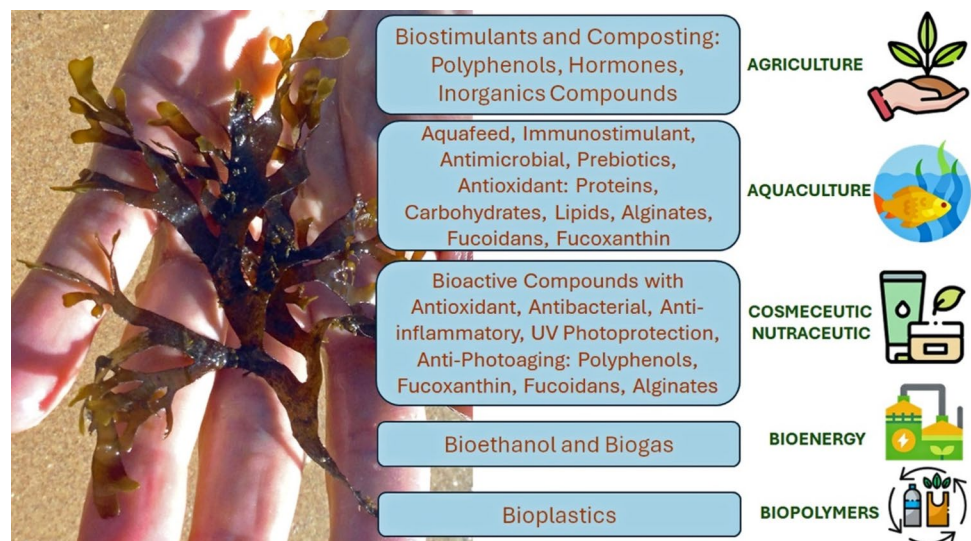 Biostimulants and Composting:
Polyphenols, Hormones,
Inorganics Compounds
AGRICULTURE
Aquafeed, Immunostimulant,
Antimicrobial, Prebiotics,
Antioxidant: Proteins,
Carbohydrates, Lipids, Alginates,
Fucoidans, Fucoxanthin
AQUACULTURE
Bioactive Compounds with
Antioxidant, Antibacterial, Anti-
inflammatory, UV Photoprotection,
Anti-Photoaging: Polyphenols,
Fucoxanthin, Fucoidans, Alginates
COSMECEUTIC
NUTRACEUTIC
Bioethanol and Biogas
BIOENERGY
Bioplastics
BIOPOLYMERS